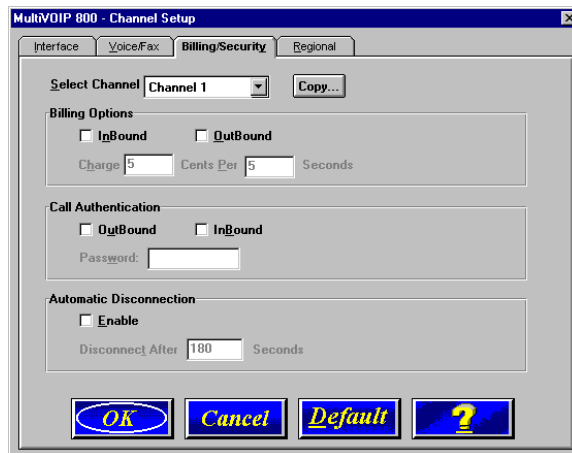 MultiVOIP 800 - Channel Setup
Interface Voice/Fax Billing/Security Regional
Select Channel Channel 1 Copy...
Billing Options
InBound OutBound
Charge 5 Cents Per 5 Seconds
Call Authentication
OutBound InBound
Password:
Automatic Disconnection
Enable
Disconnect After 180 Seconds
OK Cancel Default ?